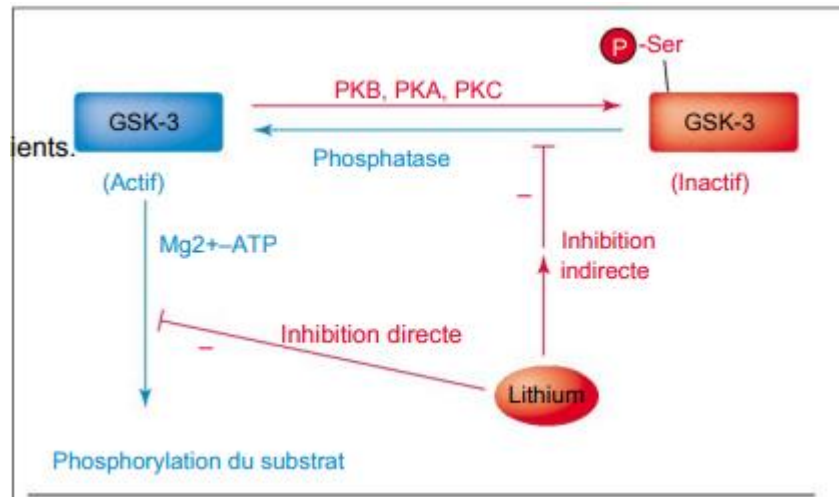 P -Ser
PKB, PKA, PKC
GSK-3
GSK-3
ients.
Phosphatase
(Actif)
(Inactif)
–
Mg2+–ATP
Inhibition
indirecte
Inhibition directe
–
Lithium
Phosphorylation du substrat